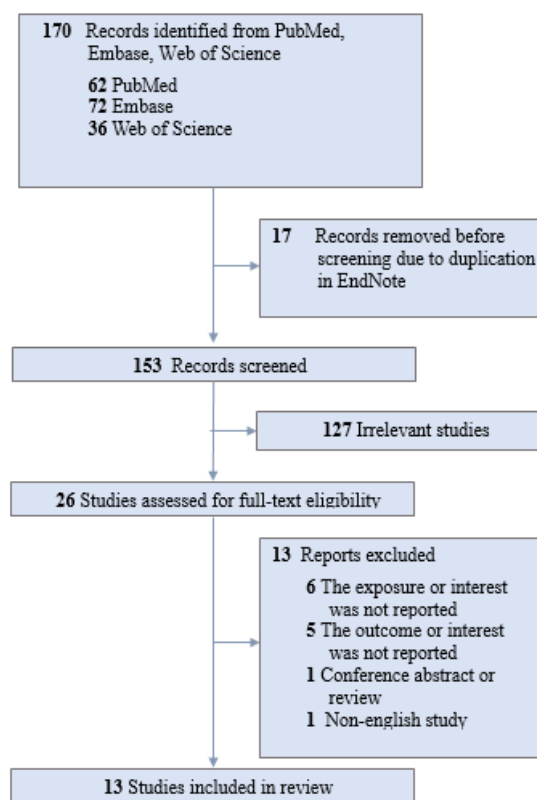 170 Records identified from PubMed,
Embase, Web of Science
62 PubMed
72 Embase
36 Web of Science
17 Records removed before
screening due to duplication
in EndNote
153 Records screened
127 Irrelevant studies
26 Studies assessed for full-text eligibility
13 Reports excluded
6 The exposure or interest
was not reported
5 The outcome or interest
was not reported
1 Conference abstract or
review
1 Non-english study
13 Studies included in review